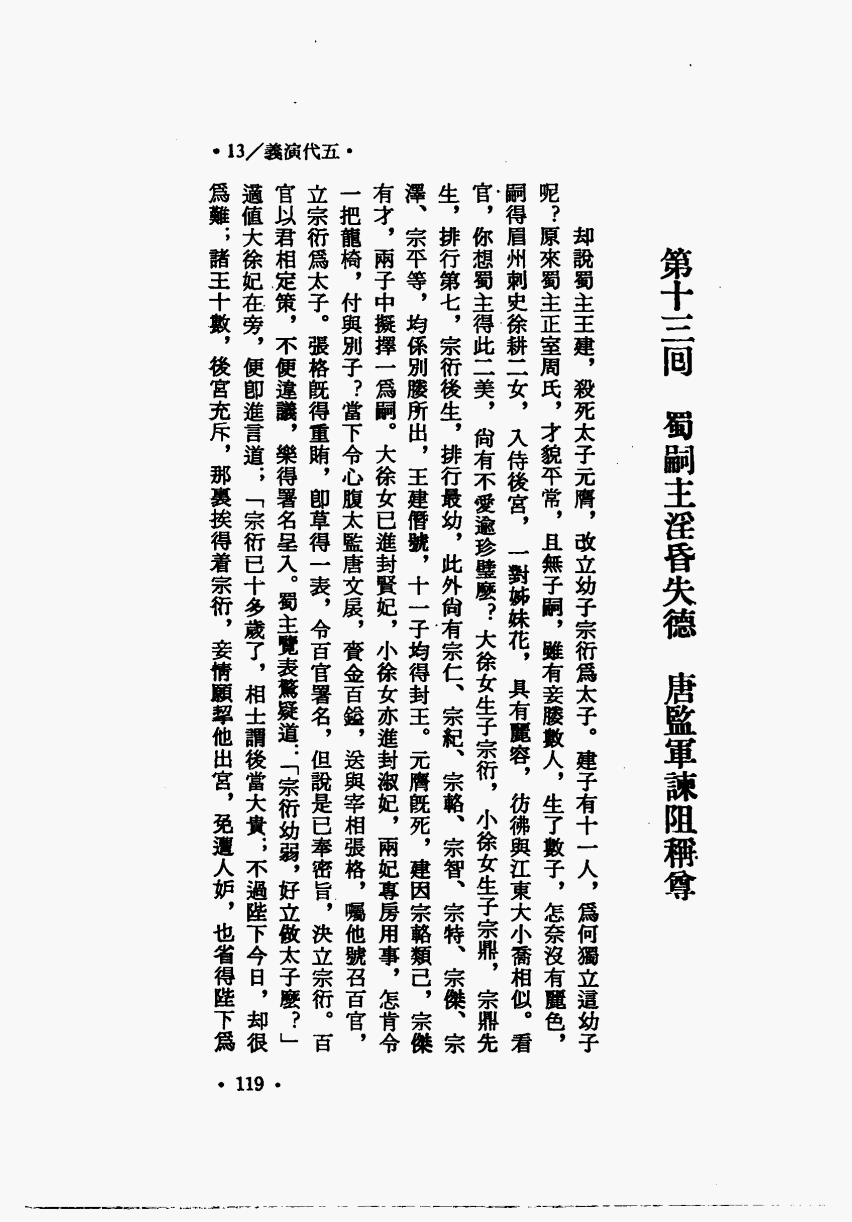 •13／義演代五•
第十三回　蜀嗣主淫昏失德　唐監軍諫阻稱尊
却說蜀主王建，殺死太子元膺，改立幼子宗衍爲太子。建子有十一人，爲何獨立這幼子
呢？原來蜀主正室周氏，才貌平常，且無子嗣，雖有妾媵數人，生了數子，怎奈沒有麗色，
嗣得眉州刺史徐耕二女，入侍後宮，一對姊妹花，具有麗容，彷彿與江東大小喬相似。看
官，你想蜀主得此二美，尙有不愛逾珍璧麼？大徐女生子宗衍，小徐女生子宗鼎，宗鼎先
生，排行第七，宗衍後生，排行最幼，此外尙有宗仁、宗紀、宗輅、宗智、宗特、宗傑、宗
澤、宗平等，均係別媵所出，王建僭號，十一子均得封王。元膺既死，建因宗輅類己，宗傑
有才，兩子中擬擇一爲嗣。大徐女已進封賢妃，小徐女亦進封淑妃，兩妃專房用事，怎肯令
一把龍椅，付與別子？當下令心腹太監唐文扆，齎金百鎰，送與宰相張格，囑他號召百官，
立宗衍爲太子。張格既得重賄，卽草得一表，令百官署名，但說是已奉密旨，決立宗衍。百
官以君相定策，不便違議，樂得署名呈入。蜀主覽表驚疑道：「宗衍幼弱，好立做太子麼？」
適值大徐妃在旁，便卽進言道：「宗衍已十多歲了，相士謂後當大貴；不過陛下今日，却很
爲難；諸王十數，後宮充斥，那裏挨得着宗衍，妾情願挈他出宮，免遭人妒，也省得陛下爲
•119•